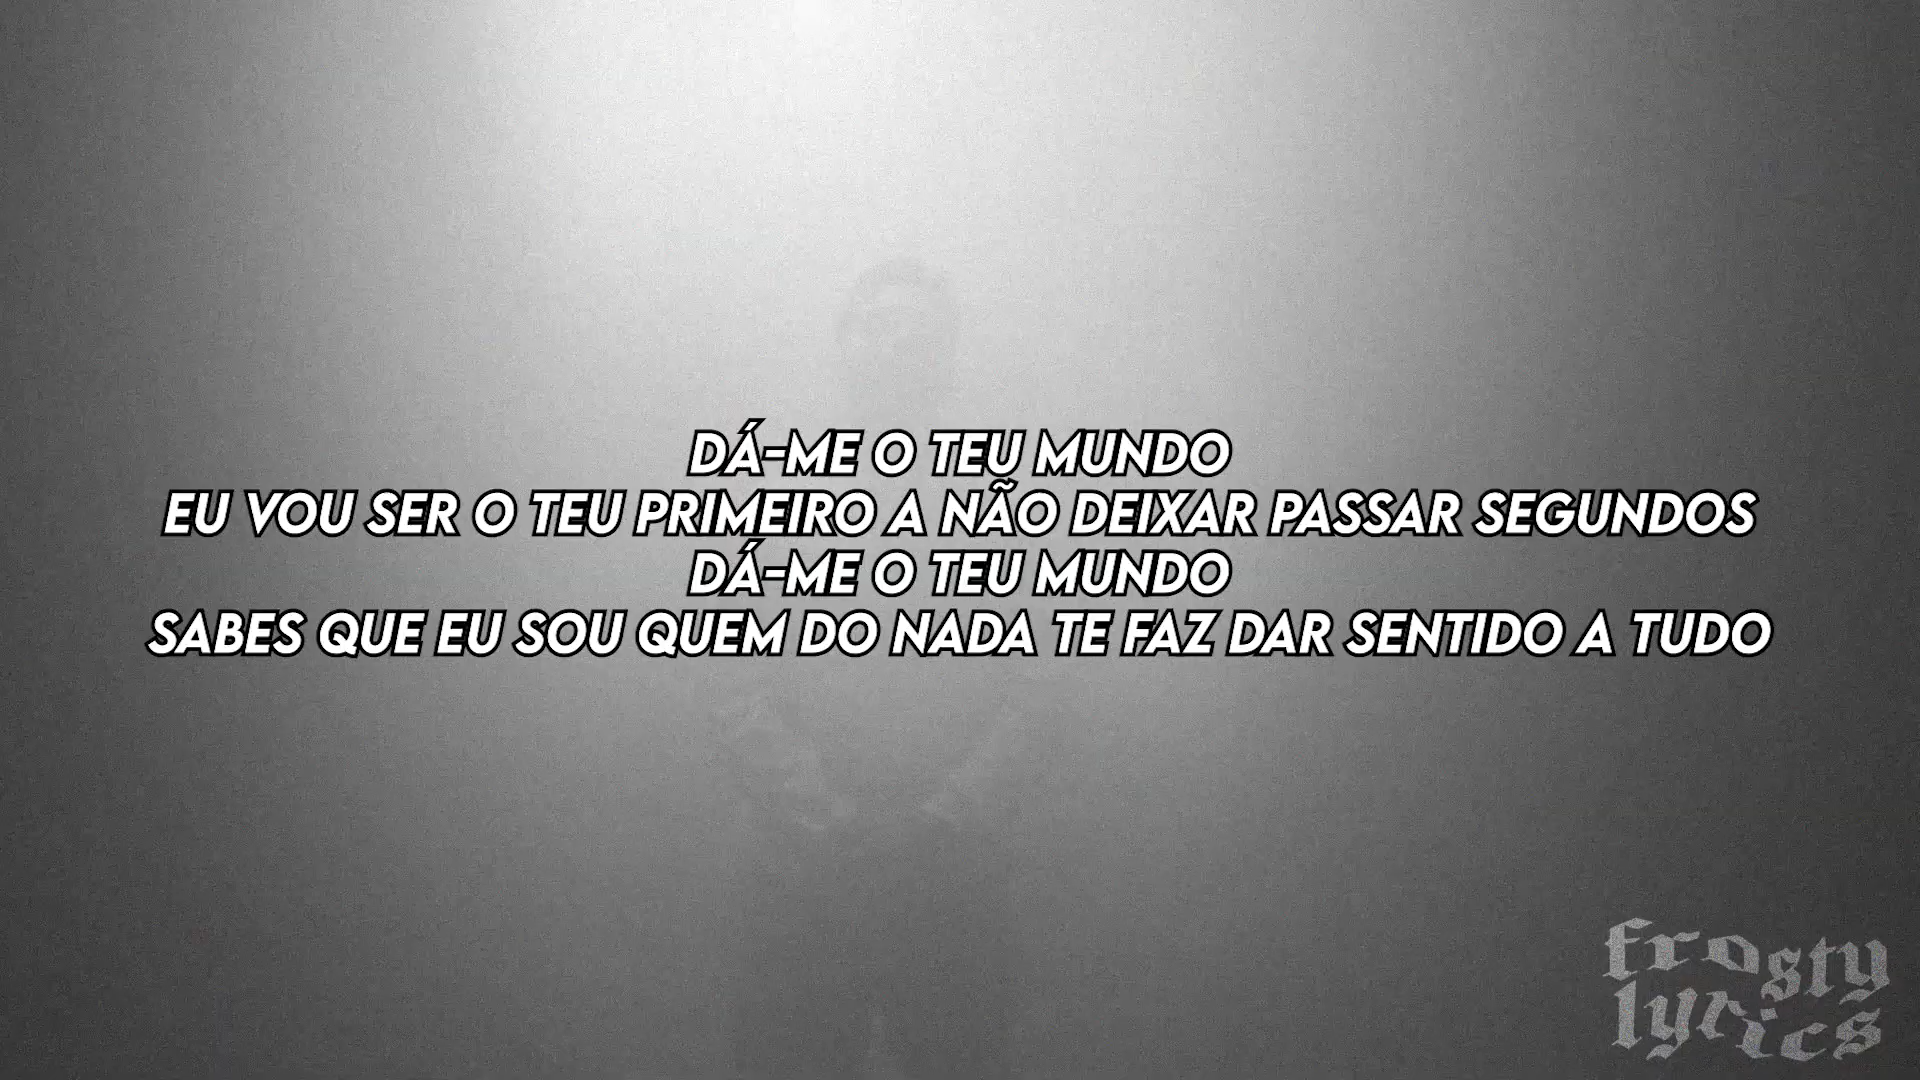 DÁ-ME O TEU MUNDO
EU VOU SER O TEU PRIMEIRO A NÃO DEIXAR PASSAR SEGUNDOS
DÁ-ME O TEU MUNDO
SABES QUE EU SOU QUEM DO NADA TE FAZ DAR SENTIDO A TUDO
frosty
lyrics